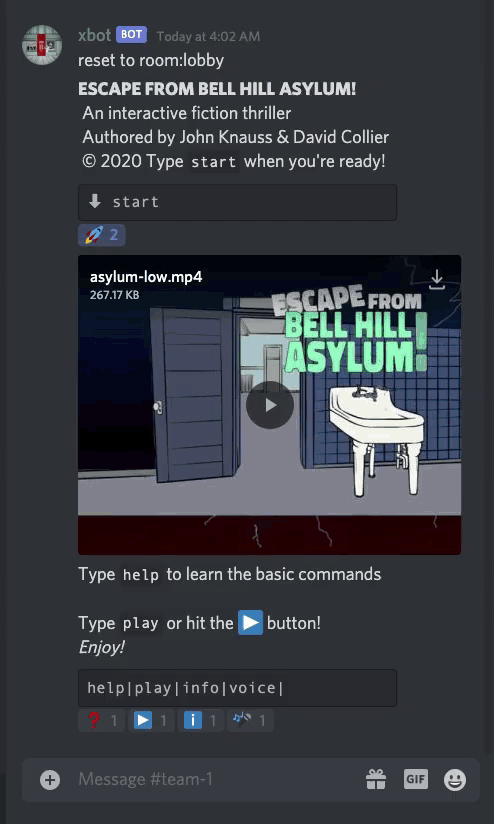 xbot BOT Today at 4:02 AM
reset to room:lobby
ESCAPE FROM BELL HILL ASYLUM!
An interactive fiction thriller
Authored by John Knauss & David Collier
© 2020 Type start when you're ready!
start
2
asylum-low.mp4
267.17 KB
ESCAPE FROM
BELL HILL
ASYLUM!
Type help to learn the basic commands
Type play or hit the ▶ button!
Enjoy!
help|play|info|voice|
❓ 1 ▶ 1 i 1 1
Message #team-1 GIF